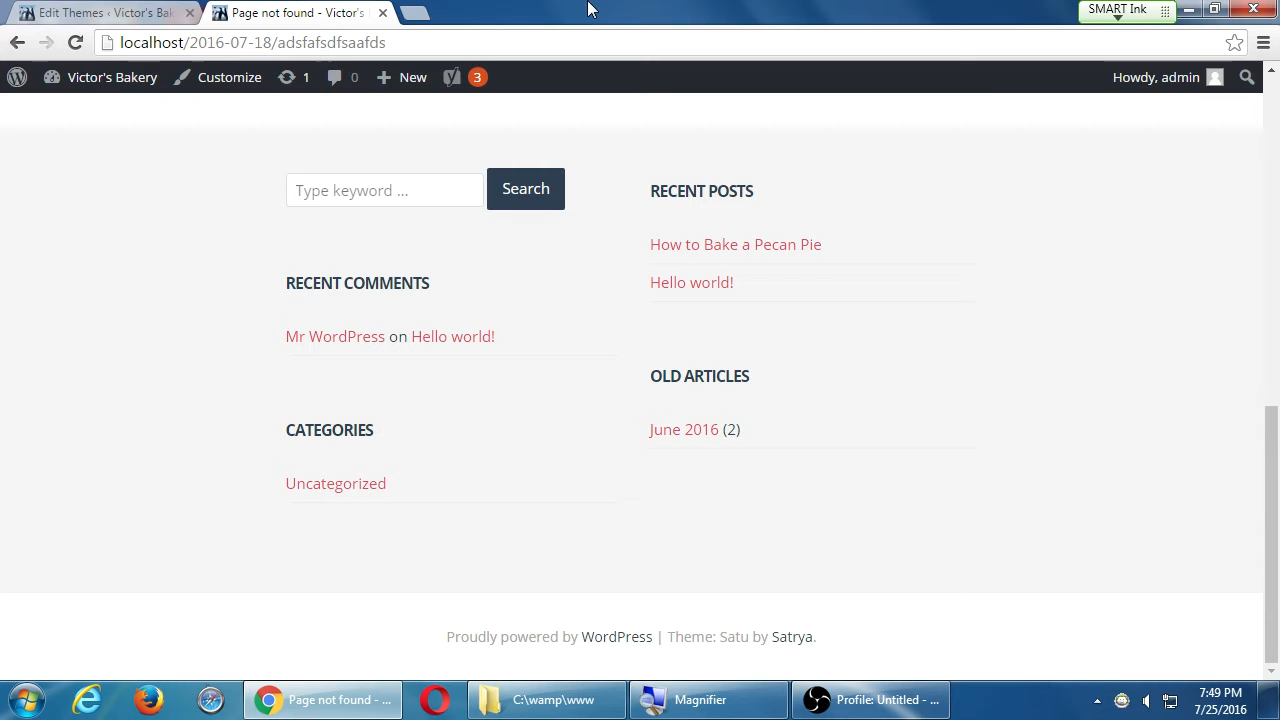 Edit Themes ‹ Victor's Bak
Page not found - Victor's
SMART Ink
localhost/2016-07-18/adsfafsdfsaafds
Victor's Bakery Customize 1 0 New 3 Howdy, admin
Type keyword ... Search
RECENT COMMENTS
Mr WordPress on Hello world!
CATEGORIES
Uncategorized
RECENT POSTS
How to Bake a Pecan Pie
Hello world!
OLD ARTICLES
June 2016 (2)
Proudly powered by WordPress | Theme: Satu by Satrya.
Page not found - ... C:\wamp\www Magnifier Profile: Untitled - ... 7:49 PM
7/25/2016